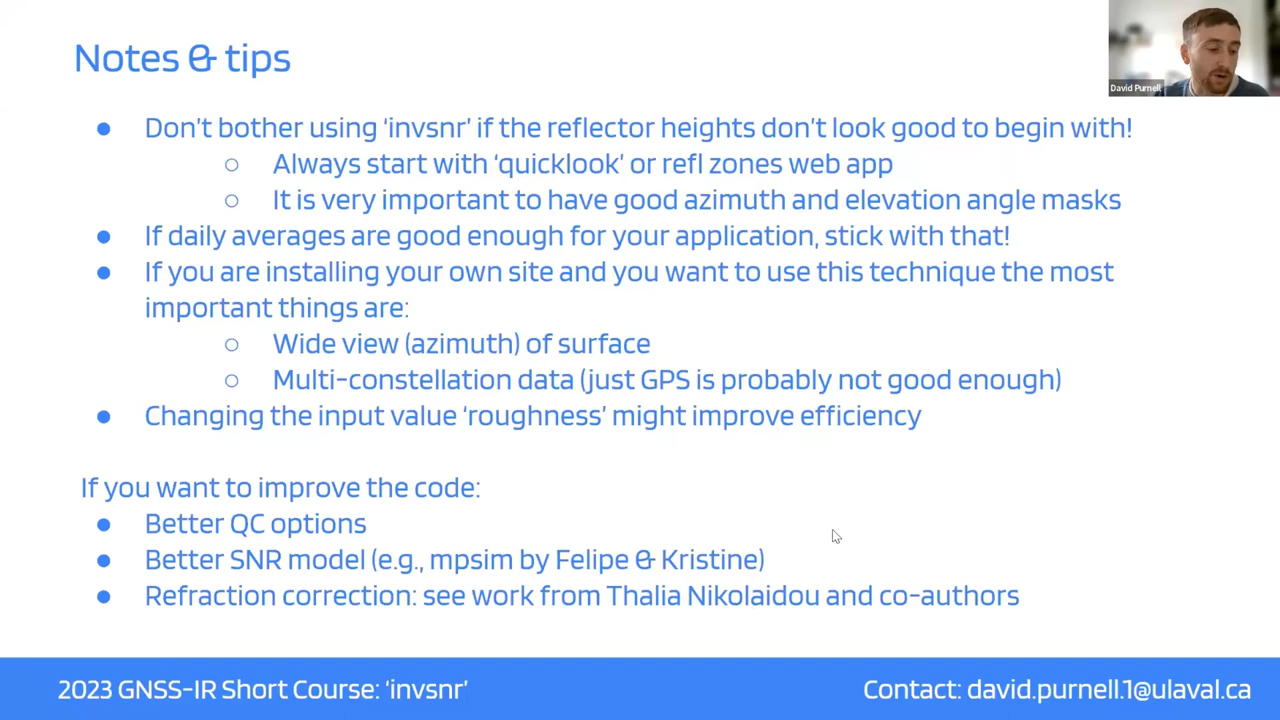 Notes & tips
David Purnell
● Don't bother using 'invsnr' if the reflector heights don't look good to begin with!
○ Always start with 'quicklook' or refl zones web app
○ It is very important to have good azimuth and elevation angle masks
● If daily averages are good enough for your application, stick with that!
● If you are installing your own site and you want to use this technique the most
important things are:
○ Wide view (azimuth) of surface
○ Multi-constellation data (just GPS is probably not good enough)
● Changing the input value 'roughness' might improve efficiency
If you want to improve the code:
● Better QC options
● Better SNR model (e.g., mpsim by Felipe & Kristine)
● Refraction correction: see work from Thalia Nikolaidou and co-authors
2023 GNSS-IR Short Course: 'invsnr'
Contact: david.purnell.1@ulaval.ca